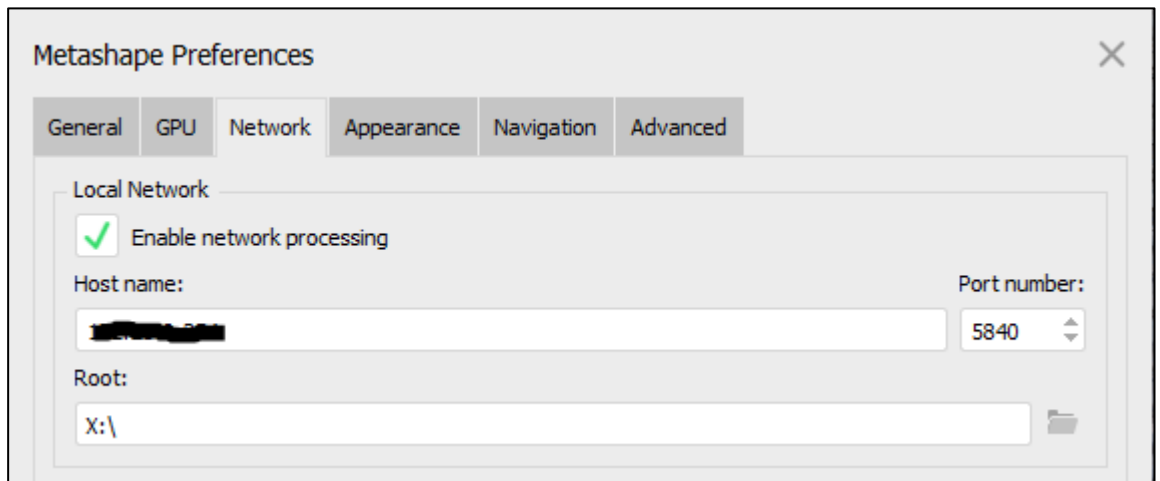 Metashape Preferences
General GPU Network Appearance Navigation Advanced
Local Network
Enable network processing
Host name: Port number:
5840
Root:
X:\